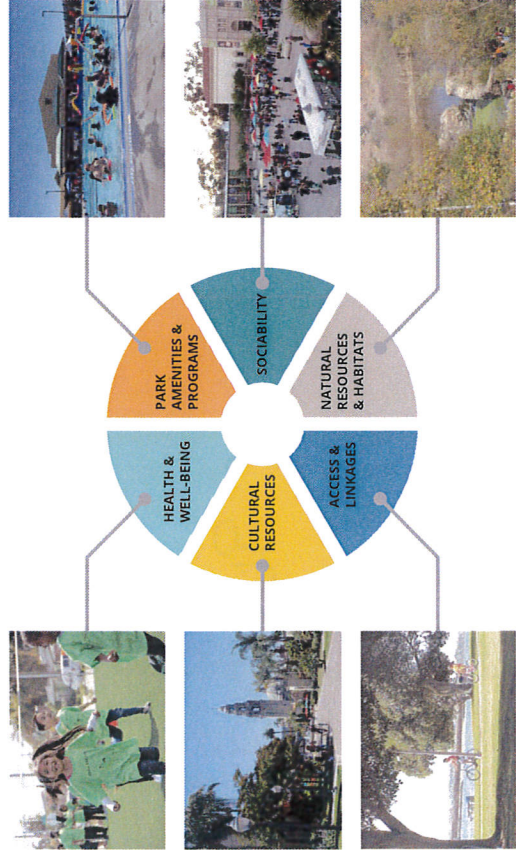 HEALTH &
WELL-BEING
PARK
AMENITIES &
PROGRAMS
CULTURAL
RESOURCES
SOCIABILITY
ACCESS &
LINKAGES
NATURAL
RESOURCES
& HABITATS